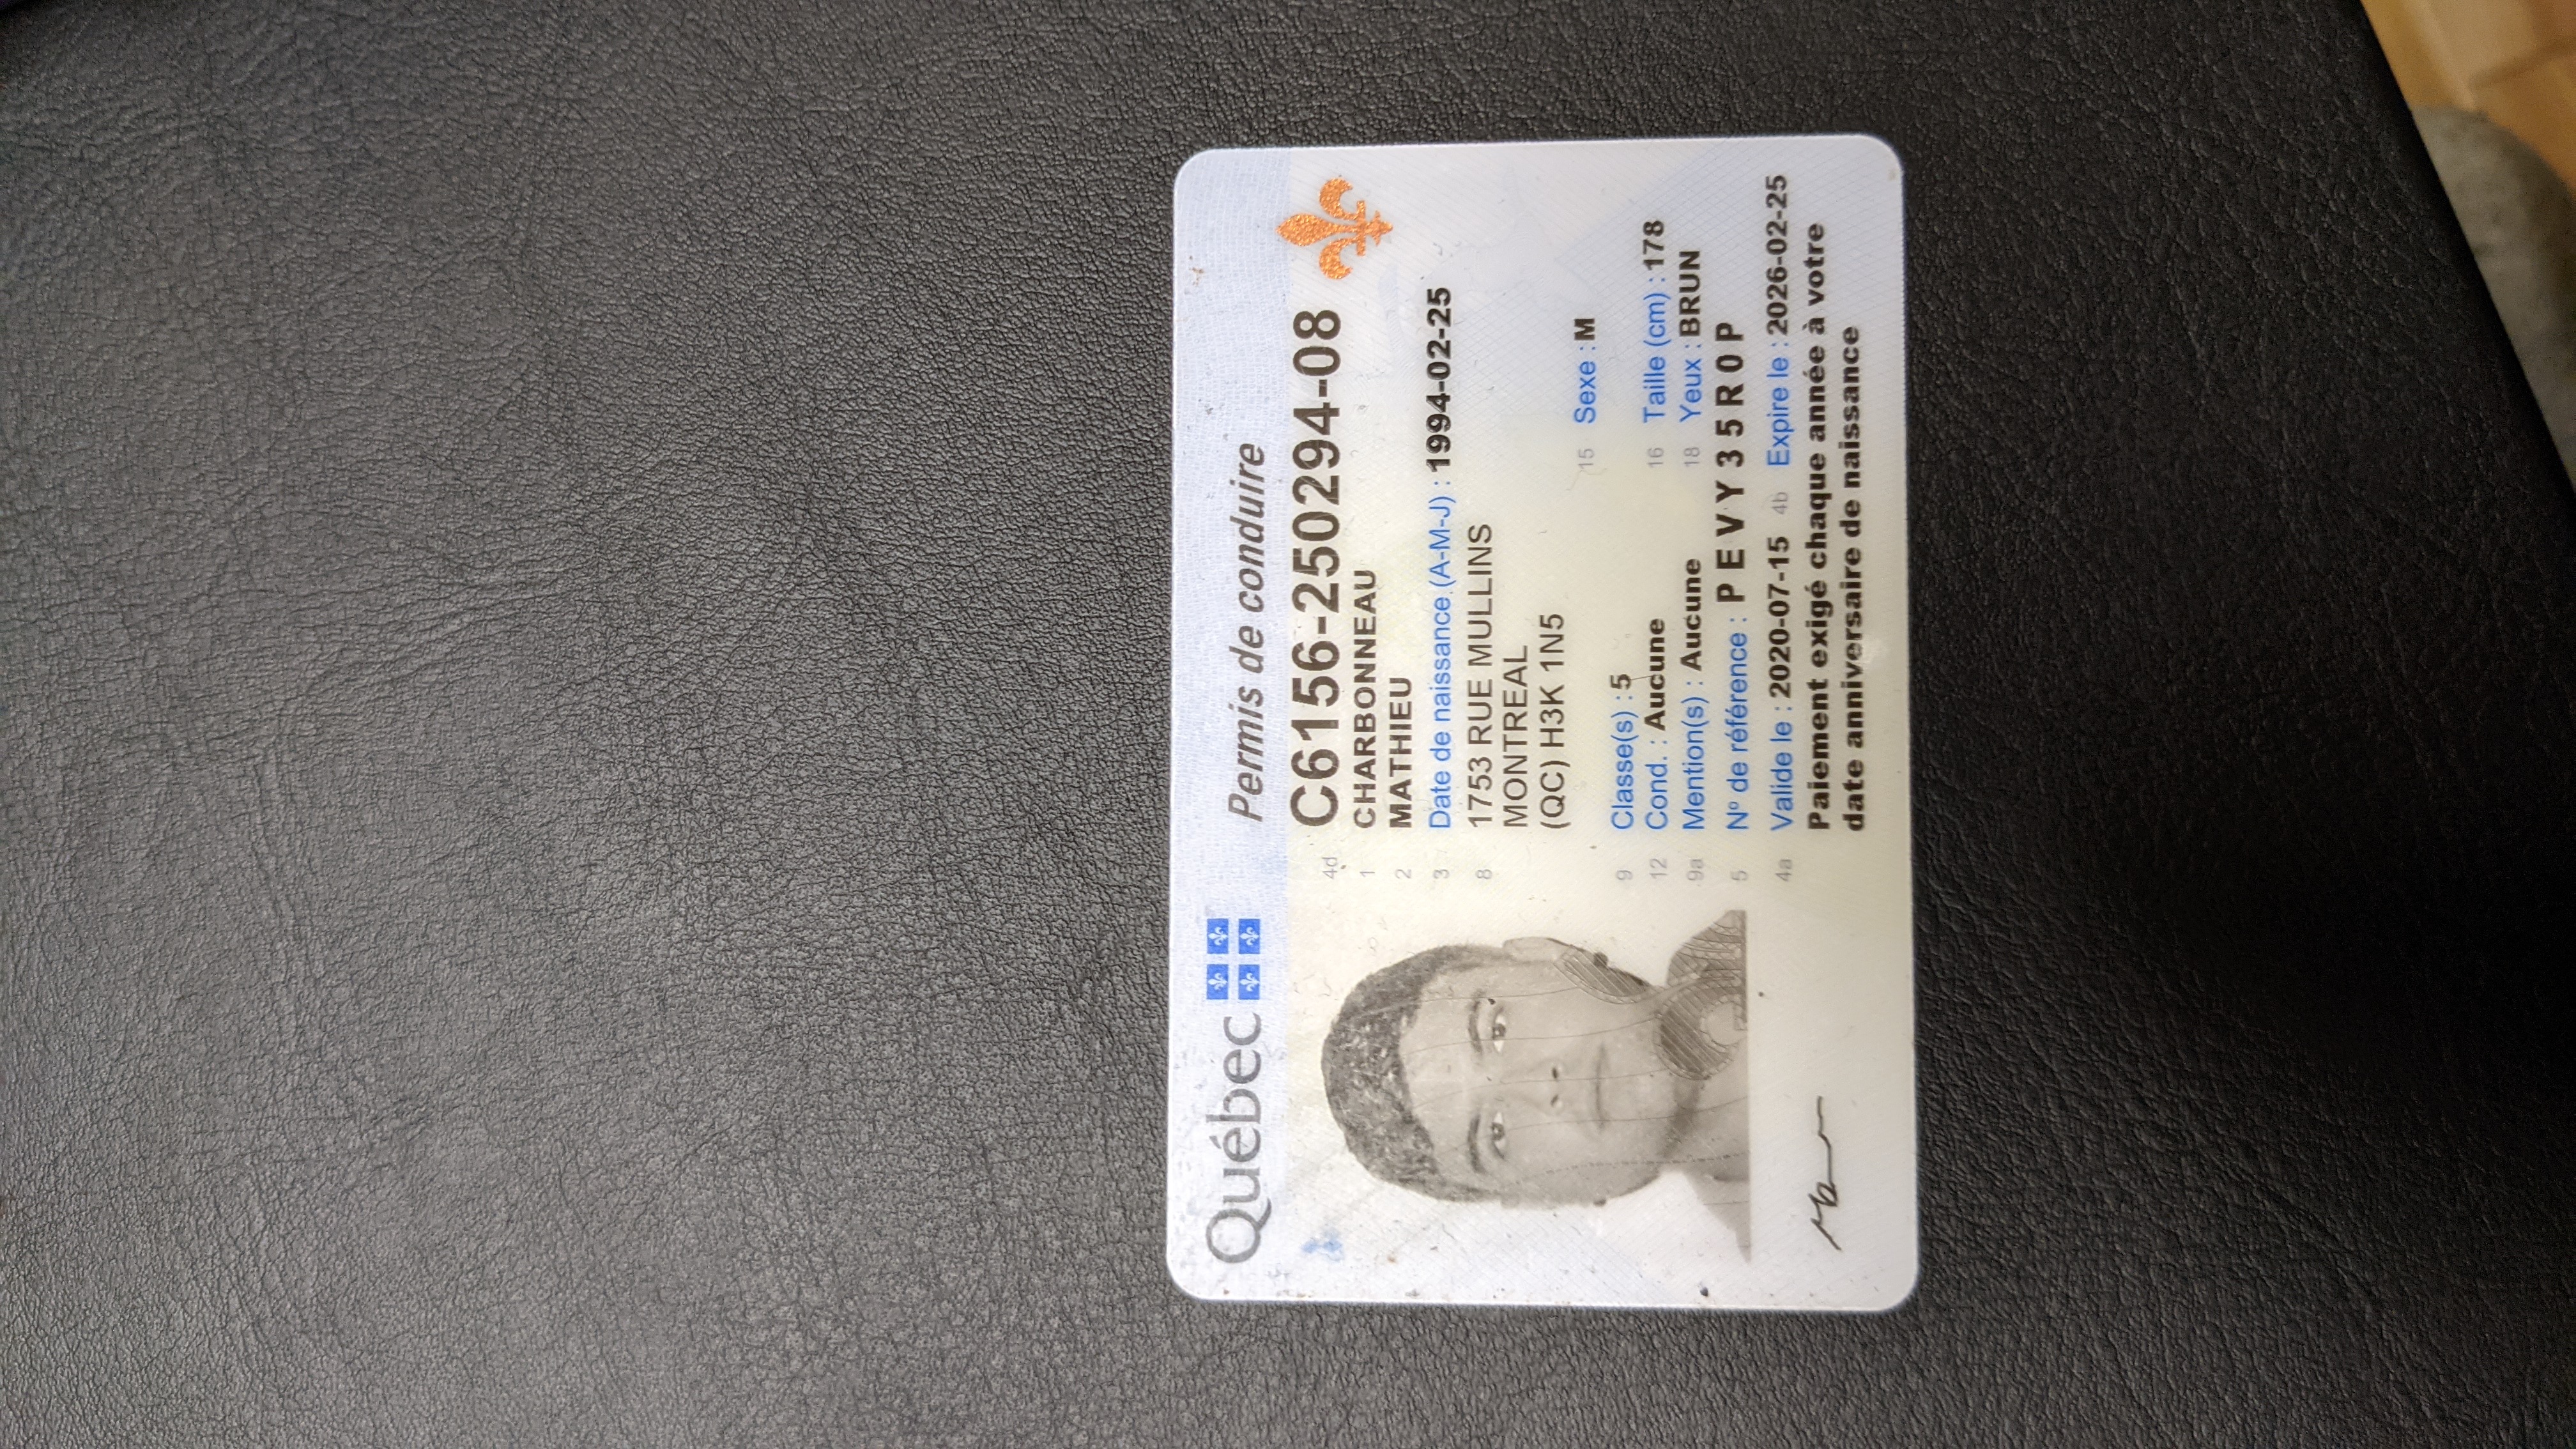 Québec
Permis de conduire
4d C6156-250294-08
1 CHARBONNEAU
2 MATHIEU
3 Date de naissance (A-M-J) : 1994-02-25
8 1753 RUE MULLINS
MONTREAL
(QC) H3K 1N5
15 Sexe : M
9 Classe(s) : 5
12 Cond. : Aucune 16 Taille (cm) : 178
9a Mention(s) : Aucune 18 Yeux : BRUN
5 Nº de référence : PEVY35R0P
4a Valide le : 2020-07-15 4b Expire le : 2026-02-25
Paiement exigé chaque année à votre
date anniversaire de naissance